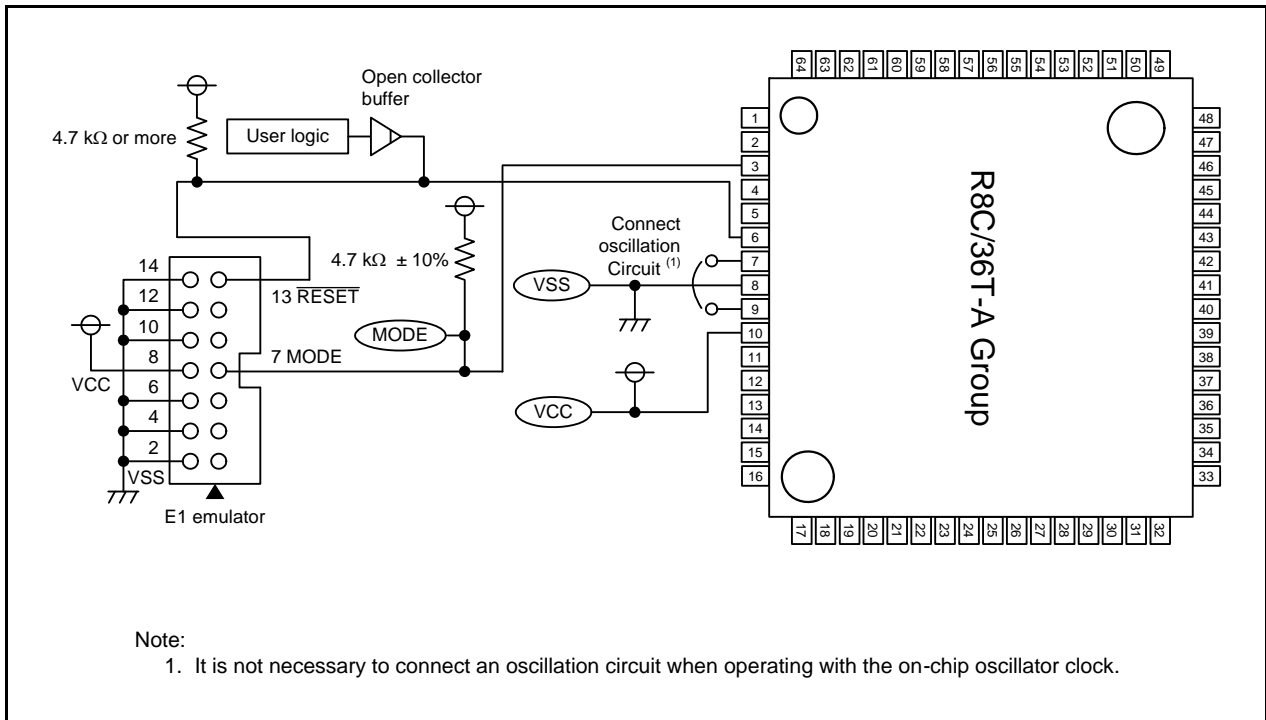 Open collector
buffer
4.7 kΩ or more
User logic
4.7 kΩ ± 10%
Connect
oscillation
Circuit (1)
VSS
MODE
VCC
14
12
10
8
6
4
2
13 RESET
7 MODE
VCC
VSS
E1 emulator
64 63 62 61 60 59 58 57 56 55 54 53 52 51 50 49
1
2
3
4
5
6
7
8
9
10
11
12
13
14
15
16
R8C/36T-A Group
48
47
46
45
44
43
42
41
40
39
38
37
36
35
34
33
17 18 19 20 21 22 23 24 25 26 27 28 29 30 31 32
Note:
1. It is not necessary to connect an oscillation circuit when operating with the on-chip oscillator clock.